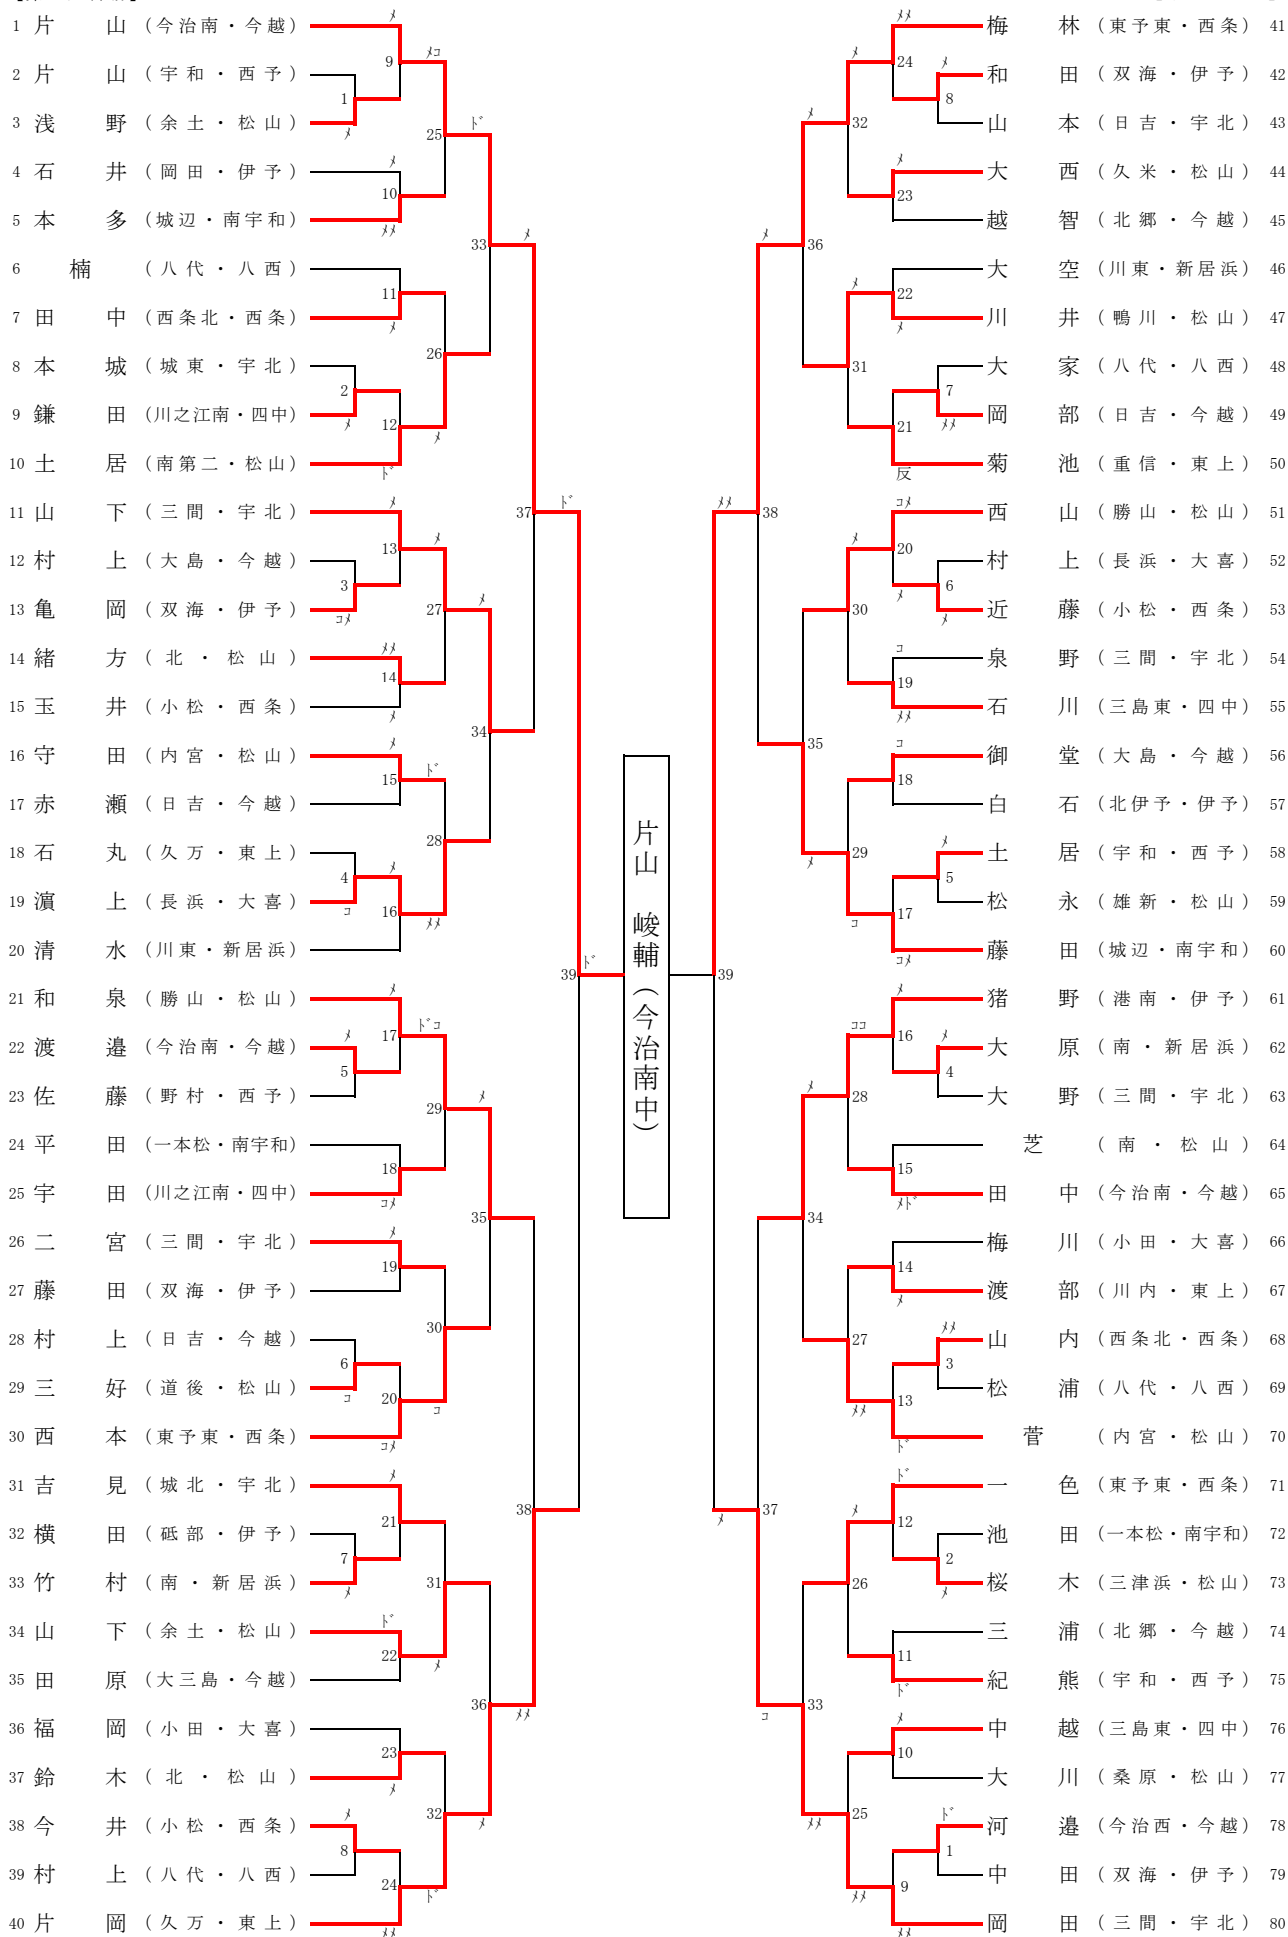 1 片山 (今治南・今越)
2 片山 (宇和・西予)
3 浅野 (余土・松山)
4 石井 (岡田・伊予)
5 本多 (城辺・南宇和)
6 楠 (八代・八西)
7 田中 (西条北・西条)
8 本城 (城東・宇北)
9 鎌田 (川之江南・四中)
10 土居 (南第二・松山)
11 山下 (三間・宇北)
12 村上 (大島・今越)
13 亀岡 (双海・伊予)
14 緒方 (北・松山)
15 玉井 (小松・西条)
16 守田 (内宮・松山)
17 赤瀬 (日吉・今越)
18 石丸 (久万・東上)
19 濵上 (長浜・大喜)
20 清水 (川東・新居浜)
21 和泉 (勝山・松山)
22 渡邉 (今治南・今越)
23 佐藤 (野村・西予)
24 平田 (一本松・南宇和)
25 宇田 (川之江南・四中)
26 二宮 (三間・宇北)
27 藤田 (双海・伊予)
28 村上 (日吉・今越)
29 三好 (道後・松山)
30 西本 (東予東・西条)
31 吉見 (城北・宇北)
32 横田 (砥部・伊予)
33 竹村 (南・新居浜)
34 山下 (余土・松山)
35 田原 (大三島・今越)
36 福岡 (小田・大喜)
37 鈴木 (北・松山)
38 今井 (小松・西条)
39 村上 (八代・八西)
40 片岡 (久万・東上)
片山 峻輔(今治南中)
梅林 (東予東・西条) 41
和田 (双海・伊予) 42
山本 (日吉・宇北) 43
大西 (久米・松山) 44
越智 (北郷・今越) 45
大空 (川東・新居浜) 46
川井 (鴨川・松山) 47
大家 (八代・八西) 48
岡部 (日吉・今越) 49
菊池 (重信・東上) 50
西山 (勝山・松山) 51
村上 (長浜・大喜) 52
近藤 (小松・西条) 53
泉野 (三間・宇北) 54
石川 (三島東・四中) 55
御堂 (大島・今越) 56
白石 (北伊予・伊予) 57
土居 (宇和・西予) 58
松永 (雄新・松山) 59
藤田 (城辺・南宇和) 60
猪野 (港南・伊予) 61
大原 (南・新居浜) 62
大野 (三間・宇北) 63
芝 (南・松山) 64
田中 (今治南・今越) 65
梅川 (小田・大喜) 66
渡部 (川内・東上) 67
山内 (西条北・西条) 68
松浦 (八代・八西) 69
菅 (内宮・松山) 70
一色 (東予東・西条) 71
池田 (一本松・南宇和) 72
桜木 (三津浜・松山) 73
三浦 (北郷・今越) 74
紀熊 (宇和・西予) 75
中越 (三島東・四中) 76
大川 (桑原・松山) 77
河邉 (今治西・今越) 78
中田 (双海・伊予) 79
岡田 (三間・宇北) 80